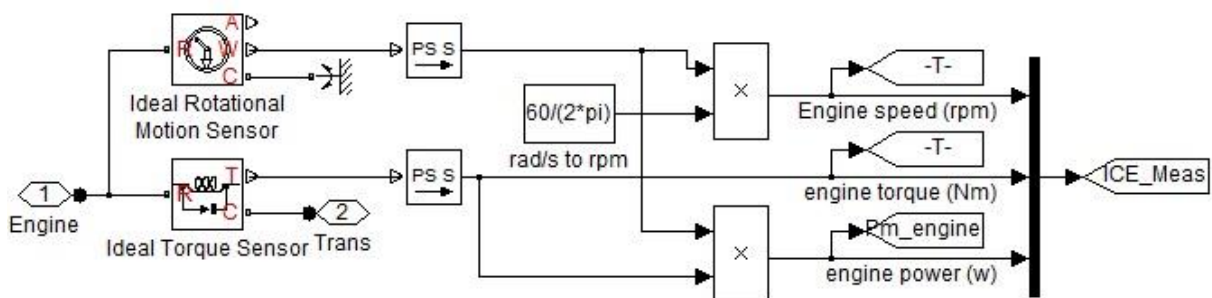 A
R W
C
PS S
-T-
Ideal Rotational
Motion Sensor
60/(2*pi)
×
Engine speed (rpm)
rad/s to rpm
-T-
T
R
C
PS S
1
Engine
2
Trans
Ideal Torque Sensor
engine torque (Nm)
ICE_Meas
Pm_engine
×
engine power (w)